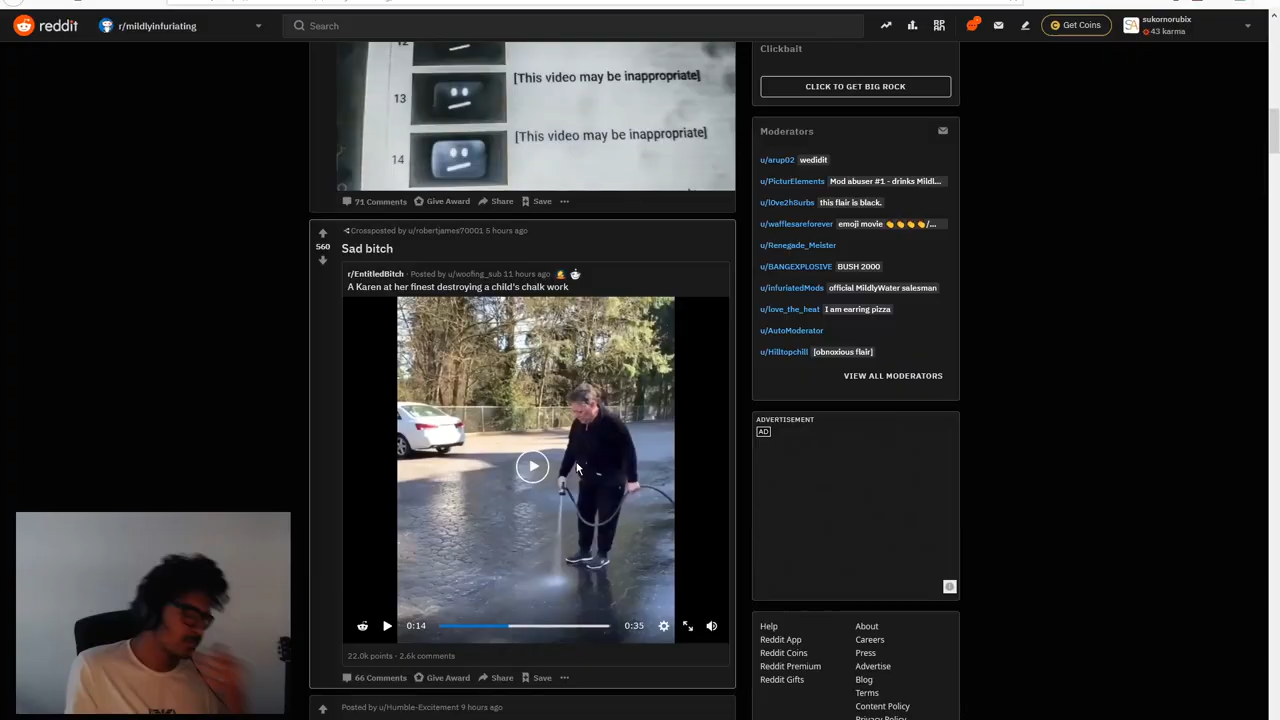 reddit
r/mildlyinfuriating
Search
Get Coins
sukornorubix
43 karma
[This video may be inappropriate]
13
[This video may be inappropriate]
14
71 Comments Give Award Share Save
560
Crossposted by u/robertjames70001 5 hours ago
Sad bitch
r/EntitledBitch · Posted by u/woofing_sub 11 hours ago
A Karen at her finest destroying a child's chalk work
0:14
0:35
22.0k points · 2.6k comments
66 Comments Give Award Share Save
Posted by u/Humble-Excitement 9 hours ago
Clickbait
CLICK TO GET BIG ROCK
Moderators
u/arup02 wedidit
u/PicturElements Mod abuser #1 - drinks Mildl...
u/l0ve2h8urbs this flair is black.
u/wafflesareforever emoji movie 👏👏👏👏/...
u/Renegade_Meister
u/BANGEXPLOSIVE BUSH 2000
u/infuriatedMods official MildlyWater salesman
u/love_the_heat I am earring pizza
u/AutoModerator
u/Hilltopchill [obnoxious flair]
VIEW ALL MODERATORS
ADVERTISEMENT
AD
Help About
Reddit App Careers
Reddit Coins Press
Reddit Premium Advertise
Reddit Gifts Blog
Terms
Content Policy
Privacy Policy